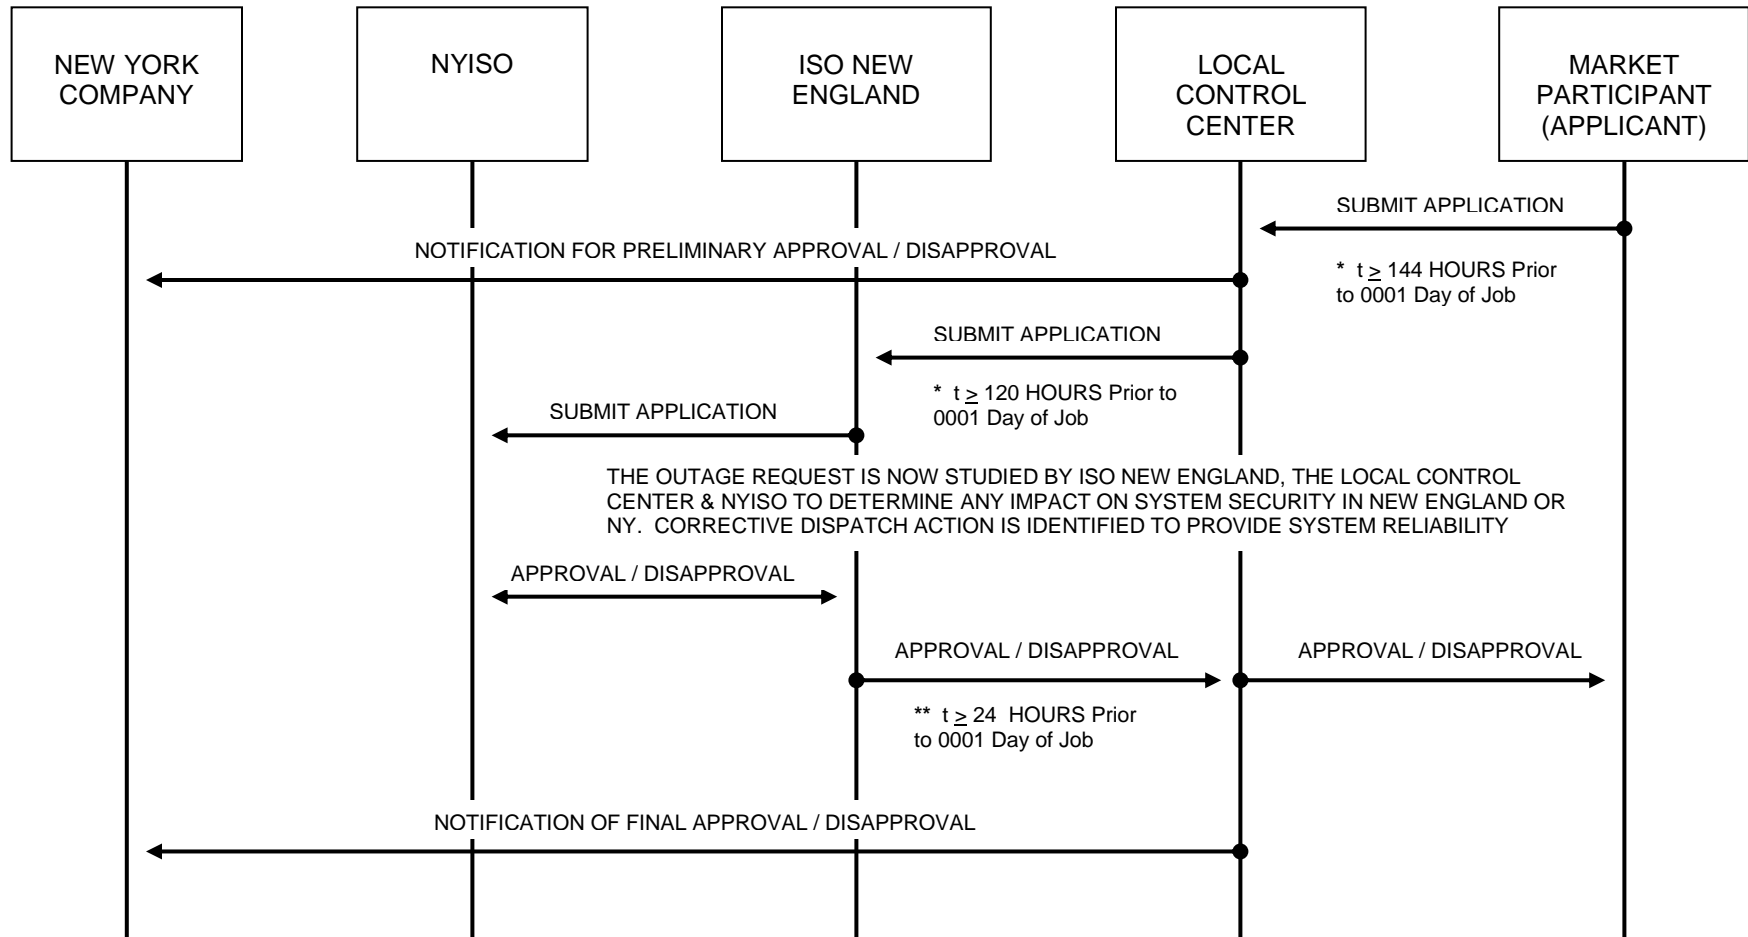 NEW YORK
COMPANY
NYISO
ISO NEW
ENGLAND
LOCAL
CONTROL
CENTER
MARKET
PARTICIPANT
(APPLICANT)
SUBMIT APPLICATION
NOTIFICATION FOR PRELIMINARY APPROVAL / DISAPPROVAL
* t ≥ 144 HOURS Prior
to 0001 Day of Job
SUBMIT APPLICATION
* t ≥ 120 HOURS Prior to
0001 Day of Job
SUBMIT APPLICATION
THE OUTAGE REQUEST IS NOW STUDIED BY ISO NEW ENGLAND, THE LOCAL CONTROL
CENTER & NYISO TO DETERMINE ANY IMPACT ON SYSTEM SECURITY IN NEW ENGLAND OR
NY. CORRECTIVE DISPATCH ACTION IS IDENTIFIED TO PROVIDE SYSTEM RELIABILITY
APPROVAL / DISAPPROVAL
APPROVAL / DISAPPROVAL
APPROVAL / DISAPPROVAL
** t ≥ 24 HOURS Prior
to 0001 Day of Job
NOTIFICATION OF FINAL APPROVAL / DISAPPROVAL